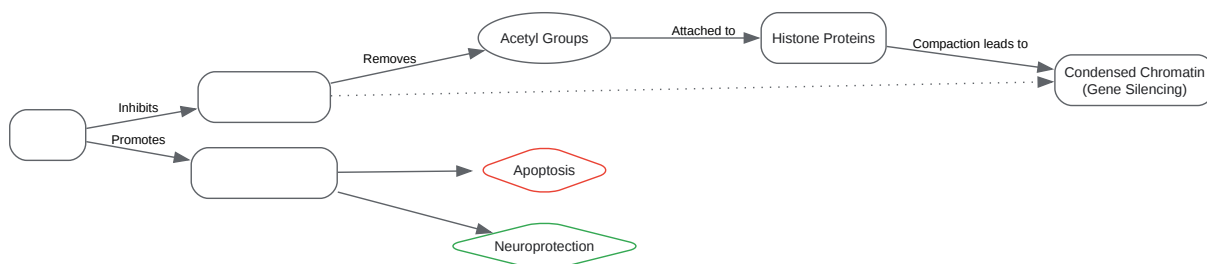 Acetyl Groups
Attached to
Histone Proteins
Compaction leads to
Condensed Chromatin
(Gene Silencing)
Removes
Inhibits
Promotes
Apoptosis
Neuroprotection